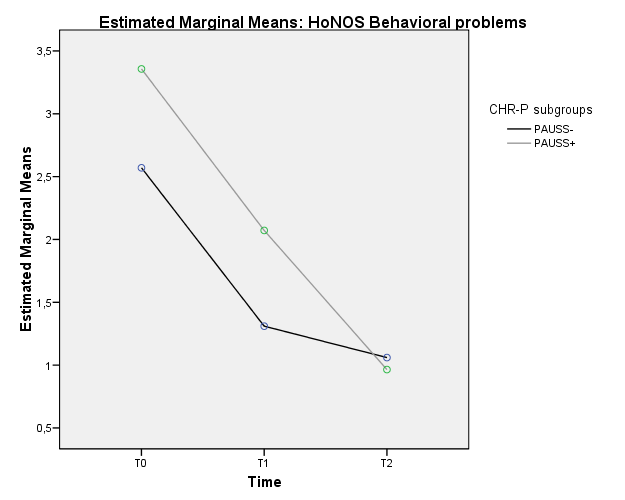 Estimated Marginal Means: HoNOS Behavioral problems
Estimated Marginal Means
3,5
3
2,5
2
1,5
1
0,5
T0 T1 T2
Time
CHR-P subgroups
PAUSS-
PAUSS+